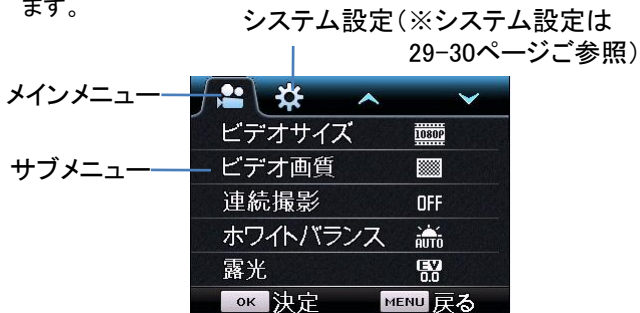 ます。
システム設定(※システム設定は
29-30ページご参照)
メインメニュー
サブメニュー
ビデオサイズ 1080P
ビデオ画質
連続撮影 OFF
ホワイトバランス AUTO
露光 EV 0.0
OK 決定 MENU 戻る